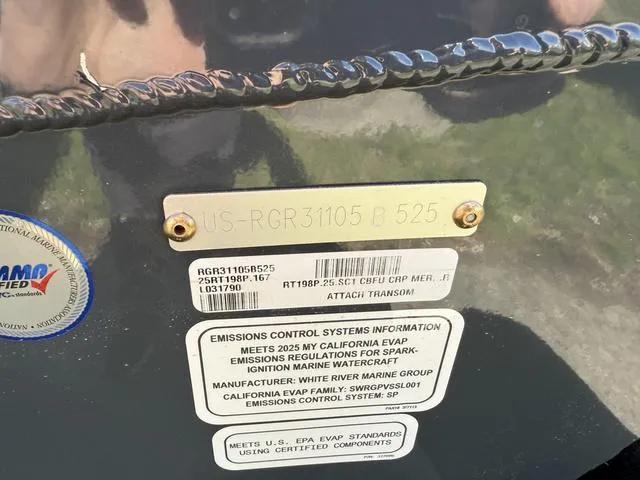 US-RGR31105 B 525
RGR31105B525
25RT198P.167
L031790
RT198P.25.SC1 CBFU CRP MER...R
ATTACH TRANSOM
EMISSIONS CONTROL SYSTEMS INFORMATION
MEETS 2025 MY CALIFORNIA EVAP
EMISSIONS REGULATIONS FOR SPARK-
IGNITION MARINE WATERCRAFT
MANUFACTURER: WHITE RIVER MARINE GROUP
CALIFORNIA EVAP FAMILY: SWRGPVSSL001
EMISSIONS CONTROL SYSTEM: SP
MEETS U.S. EPA EVAP STANDARDS
USING CERTIFIED COMPONENTS